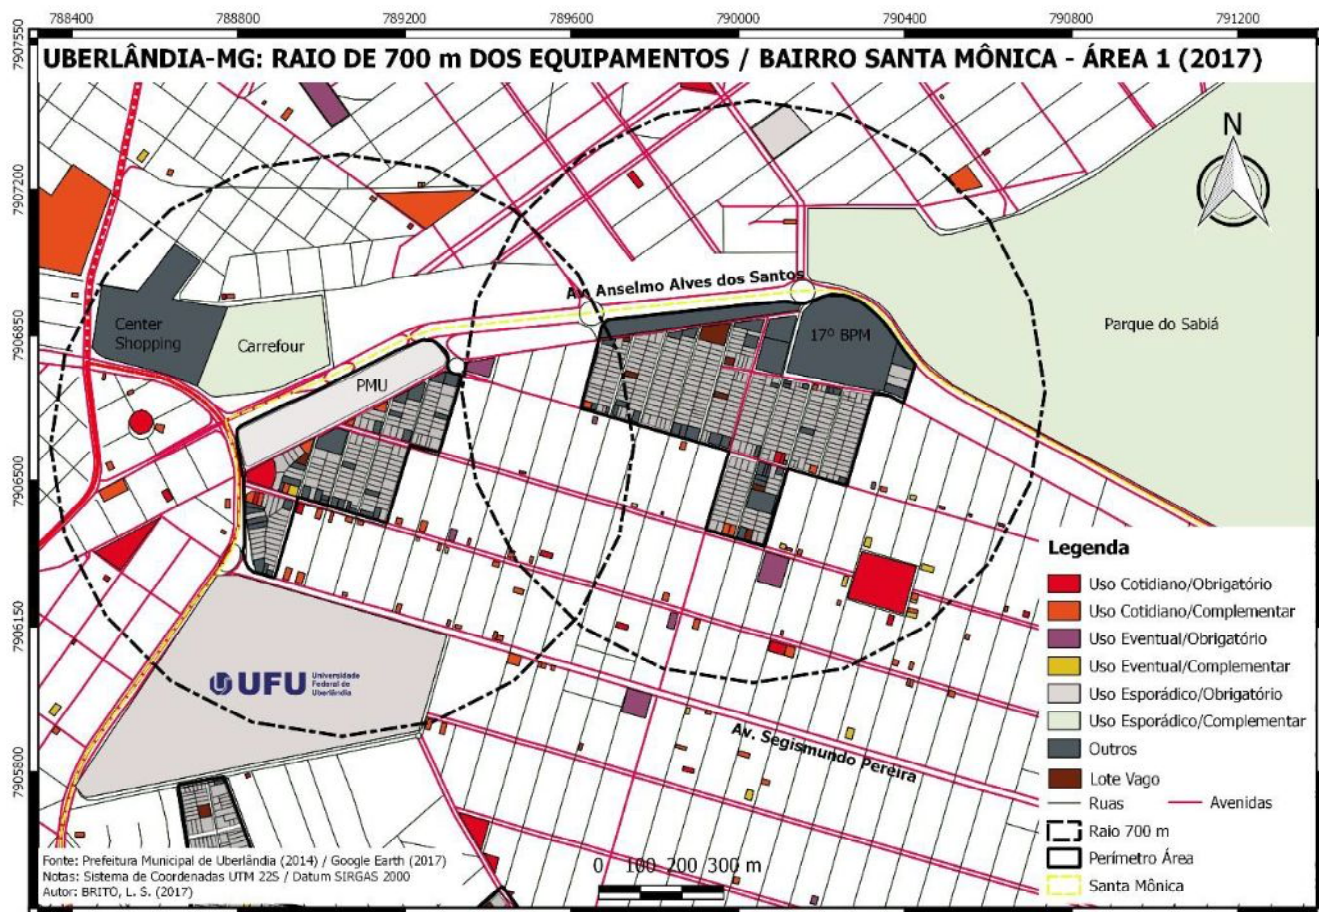 788400 788800 789200 789600 790000 790400 790800 791200
UBERLÂNDIA-MG: RAIO DE 700 m DOS EQUIPAMENTOS / BAIRRO SANTA MÔNICA - ÁREA 1 (2017)
7907550
7907200
7906850
7906500
7906150
7905800
N
Av. Anselmo Alves dos Santos
Center
Shopping
Carrefour
PMU
17º BPM
Parque do Sabiá
UFU
Universidade
Federal de
Uberlândia
Av. Segismundo Pereira
Legenda
Uso Cotidiano/Obrigatório
Uso Cotidiano/Complementar
Uso Eventual/Obrigatório
Uso Eventual/Complementar
Uso Esporádico/Obrigatório
Uso Esporádico/Complementar
Outros
Lote Vago
Ruas Avenidas
Raio 700 m
Perímetro Área
Santa Mônica
0 100 200 300 m
Fonte: Prefeitura Municipal de Uberlândia (2014) / Google Earth (2017)
Notas: Sistema de Coordenadas UTM 22S / Datum SIRGAS 2000
Autor: BRITO, L. S. (2017)